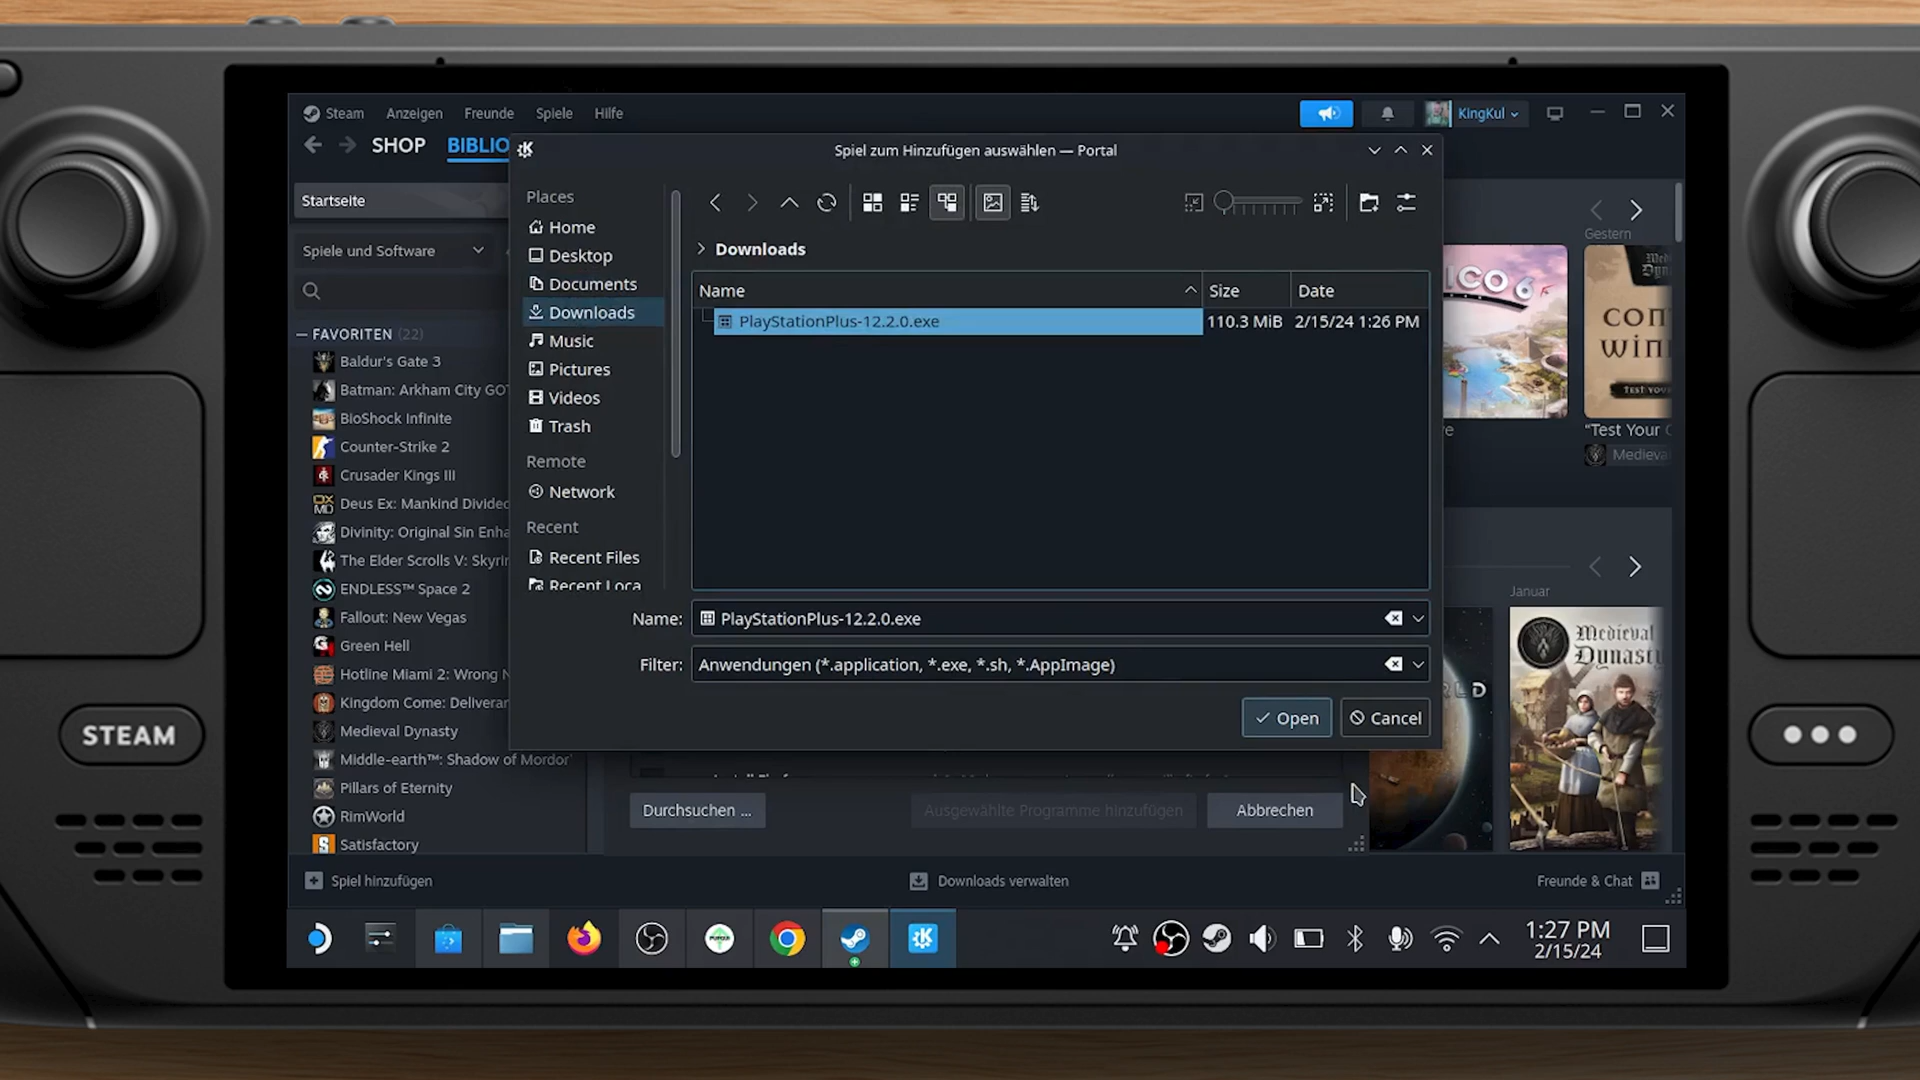 Steam Anzeigen Freunde Spiele Hilfe
KingKul
SHOP BIBLIO
Spiel zum Hinzufügen auswählen — Portal
Startseite
Spiele und Software
FAVORITEN (22)
Baldur's Gate 3
Batman: Arkham City GOT
BioShock Infinite
Counter-Strike 2
Crusader Kings III
Deus Ex: Mankind Divided
Divinity: Original Sin Enha
The Elder Scrolls V: Skyrir
ENDLESS™ Space 2
Fallout: New Vegas
Green Hell
Hotline Miami 2: Wrong N
Kingdom Come: Deliveran
Medieval Dynasty
Middle-earth™: Shadow of Mordor
Pillars of Eternity
RimWorld
Satisfactory
Places
Home
Desktop
Documents
Downloads
Music
Pictures
Videos
Trash
Remote
Network
Recent
Recent Files
Recent Loca
Downloads
Name Size Date
PlayStationPlus-12.2.0.exe 110.3 MiB 2/15/24 1:26 PM
Name: PlayStationPlus-12.2.0.exe
Filter: Anwendungen (*.application, *.exe, *.sh, *.AppImage)
Open Cancel
Gestern
ICO 6
"Test Your
Medieva
Januar
Medieval
Dynasty
Durchsuchen ... Ausgewählte Programme hinzufügen Abbrechen
Spiel hinzufügen Downloads verwalten Freunde & Chat
1:27 PM
2/15/24
STEAM